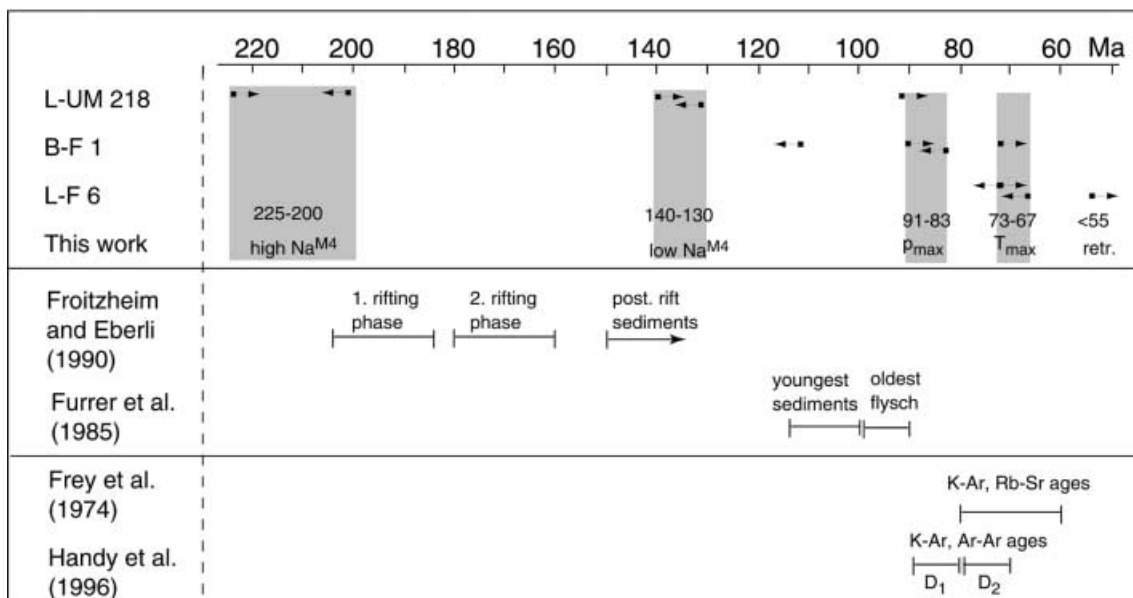 220 200 180 160 140 120 100 80 60 Ma
L-UM 218
B-F 1
L-F 6
225-200 140-130 91-83 73-67 <55
This work high Na^M4 low Na^M4 pmax Tmax retr.
Froitzheim 1. rifting 2. rifting post. rift
and Eberli phase phase sediments
(1990)
youngest oldest
Furrer et al. sediments flysch
(1985)
Frey et al. K-Ar, Rb-Sr ages
(1974)
Handy et al. K-Ar, Ar-Ar ages
(1996) D1 D2